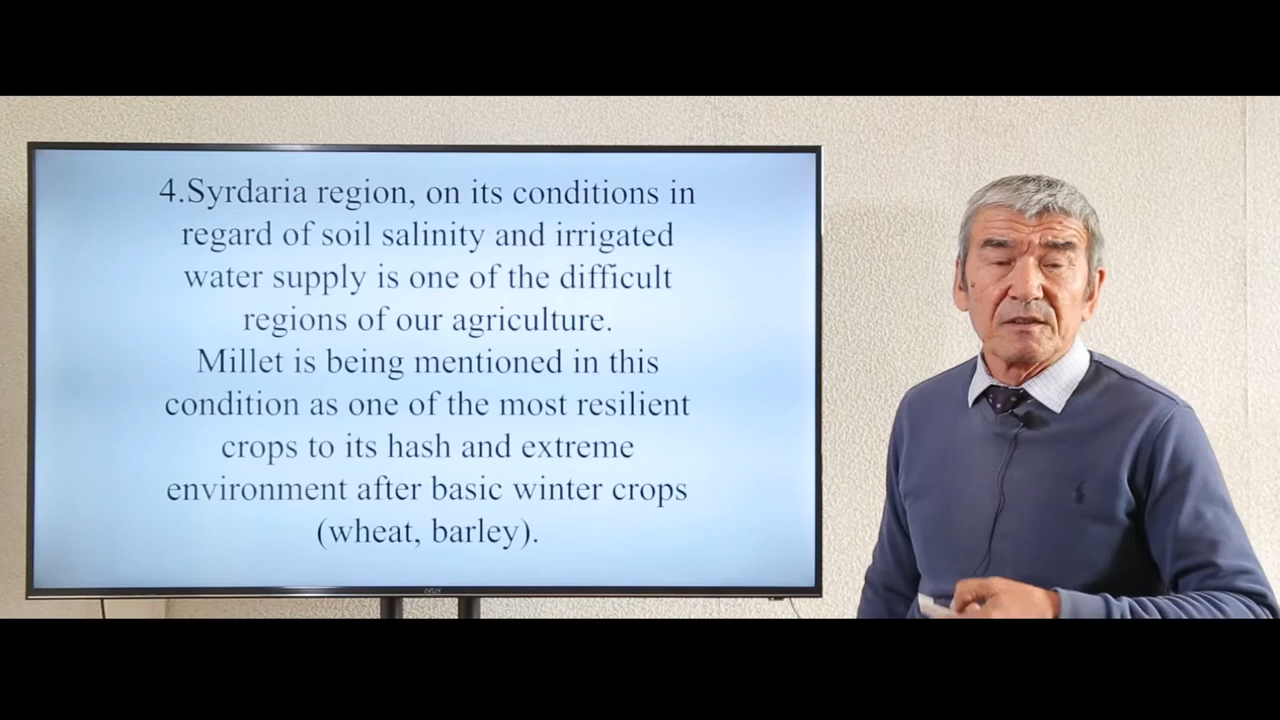 4.Syrdaria region, on its conditions in
regard of soil salinity and irrigated
water supply is one of the difficult
regions of our agriculture.
Millet is being mentioned in this
condition as one of the most resilient
crops to its hash and extreme
environment after basic winter crops
(wheat, barley).